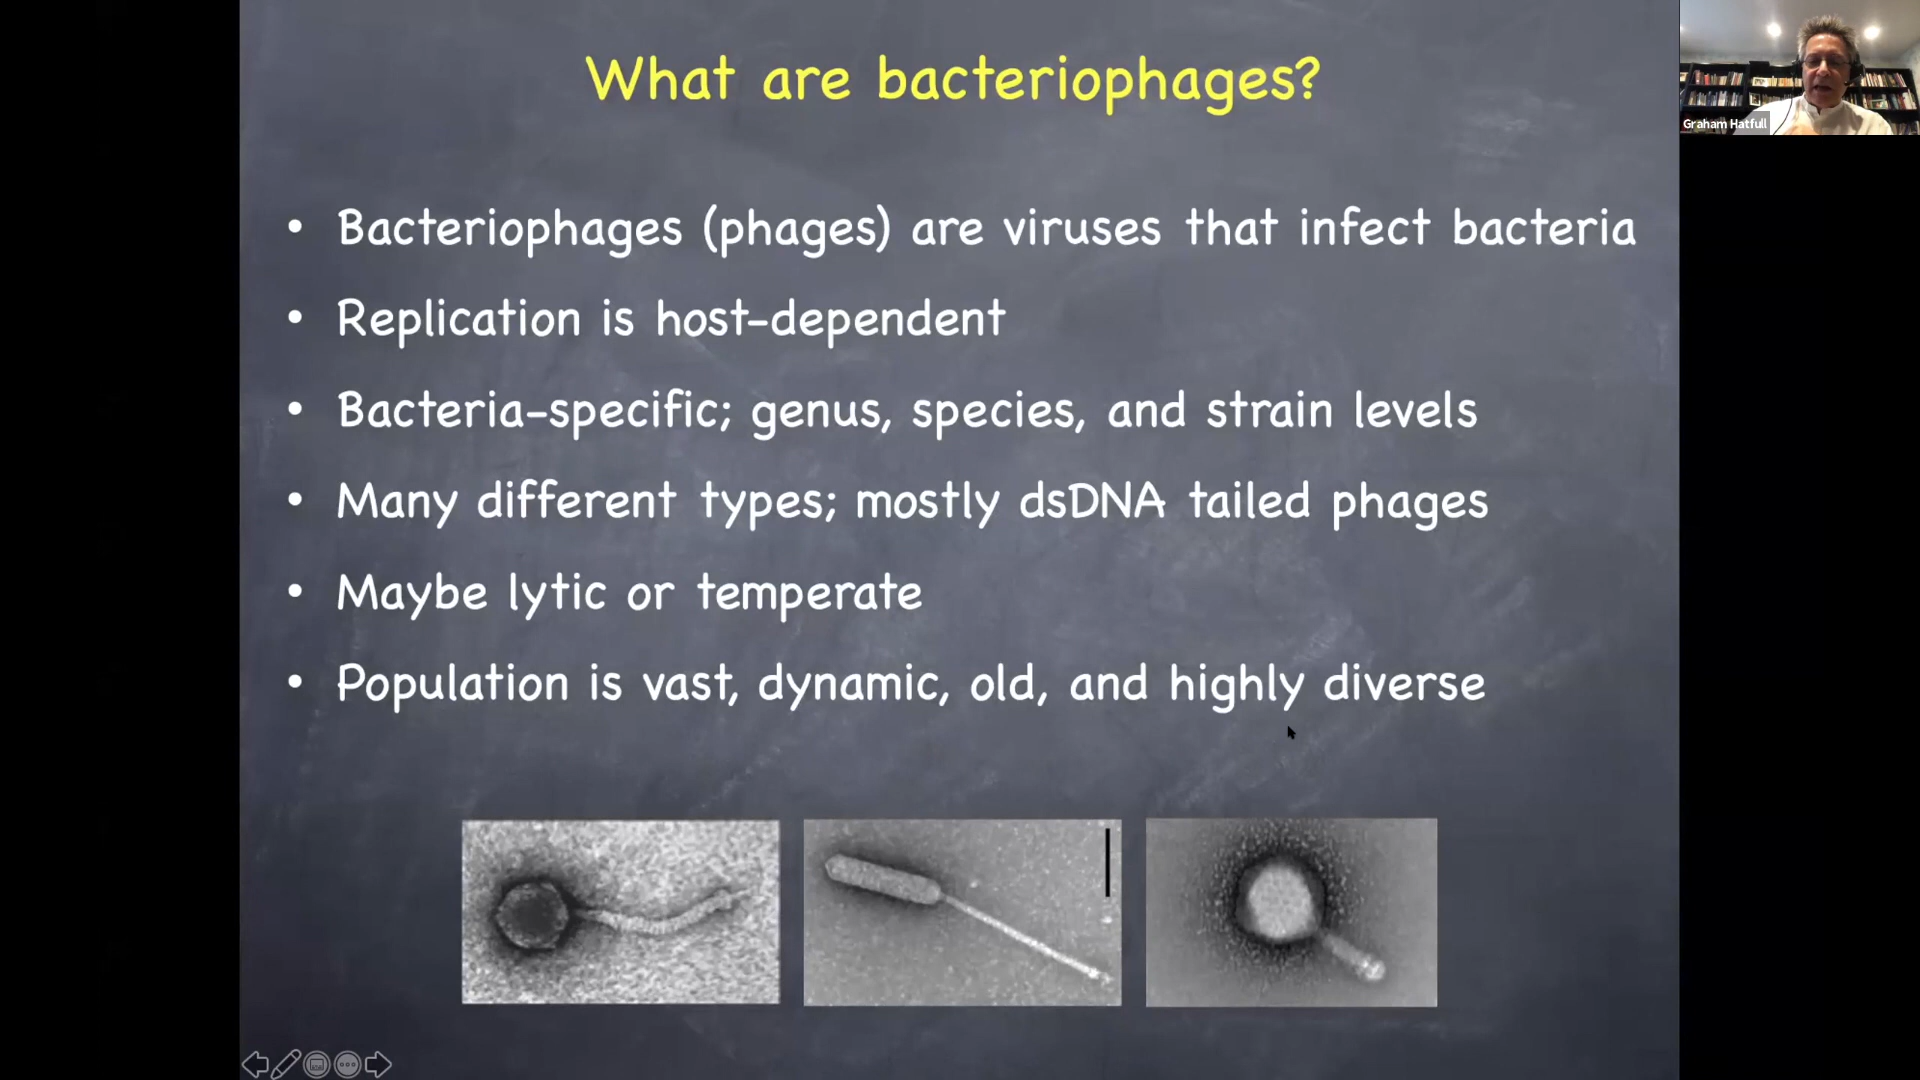 What are bacteriophages?
Graham Hatfull
• Bacteriophages (phages) are viruses that infect bacteria
• Replication is host-dependent
• Bacteria-specific; genus, species, and strain levels
• Many different types; mostly dsDNA tailed phages
• Maybe lytic or temperate
• Population is vast, dynamic, old, and highly diverse